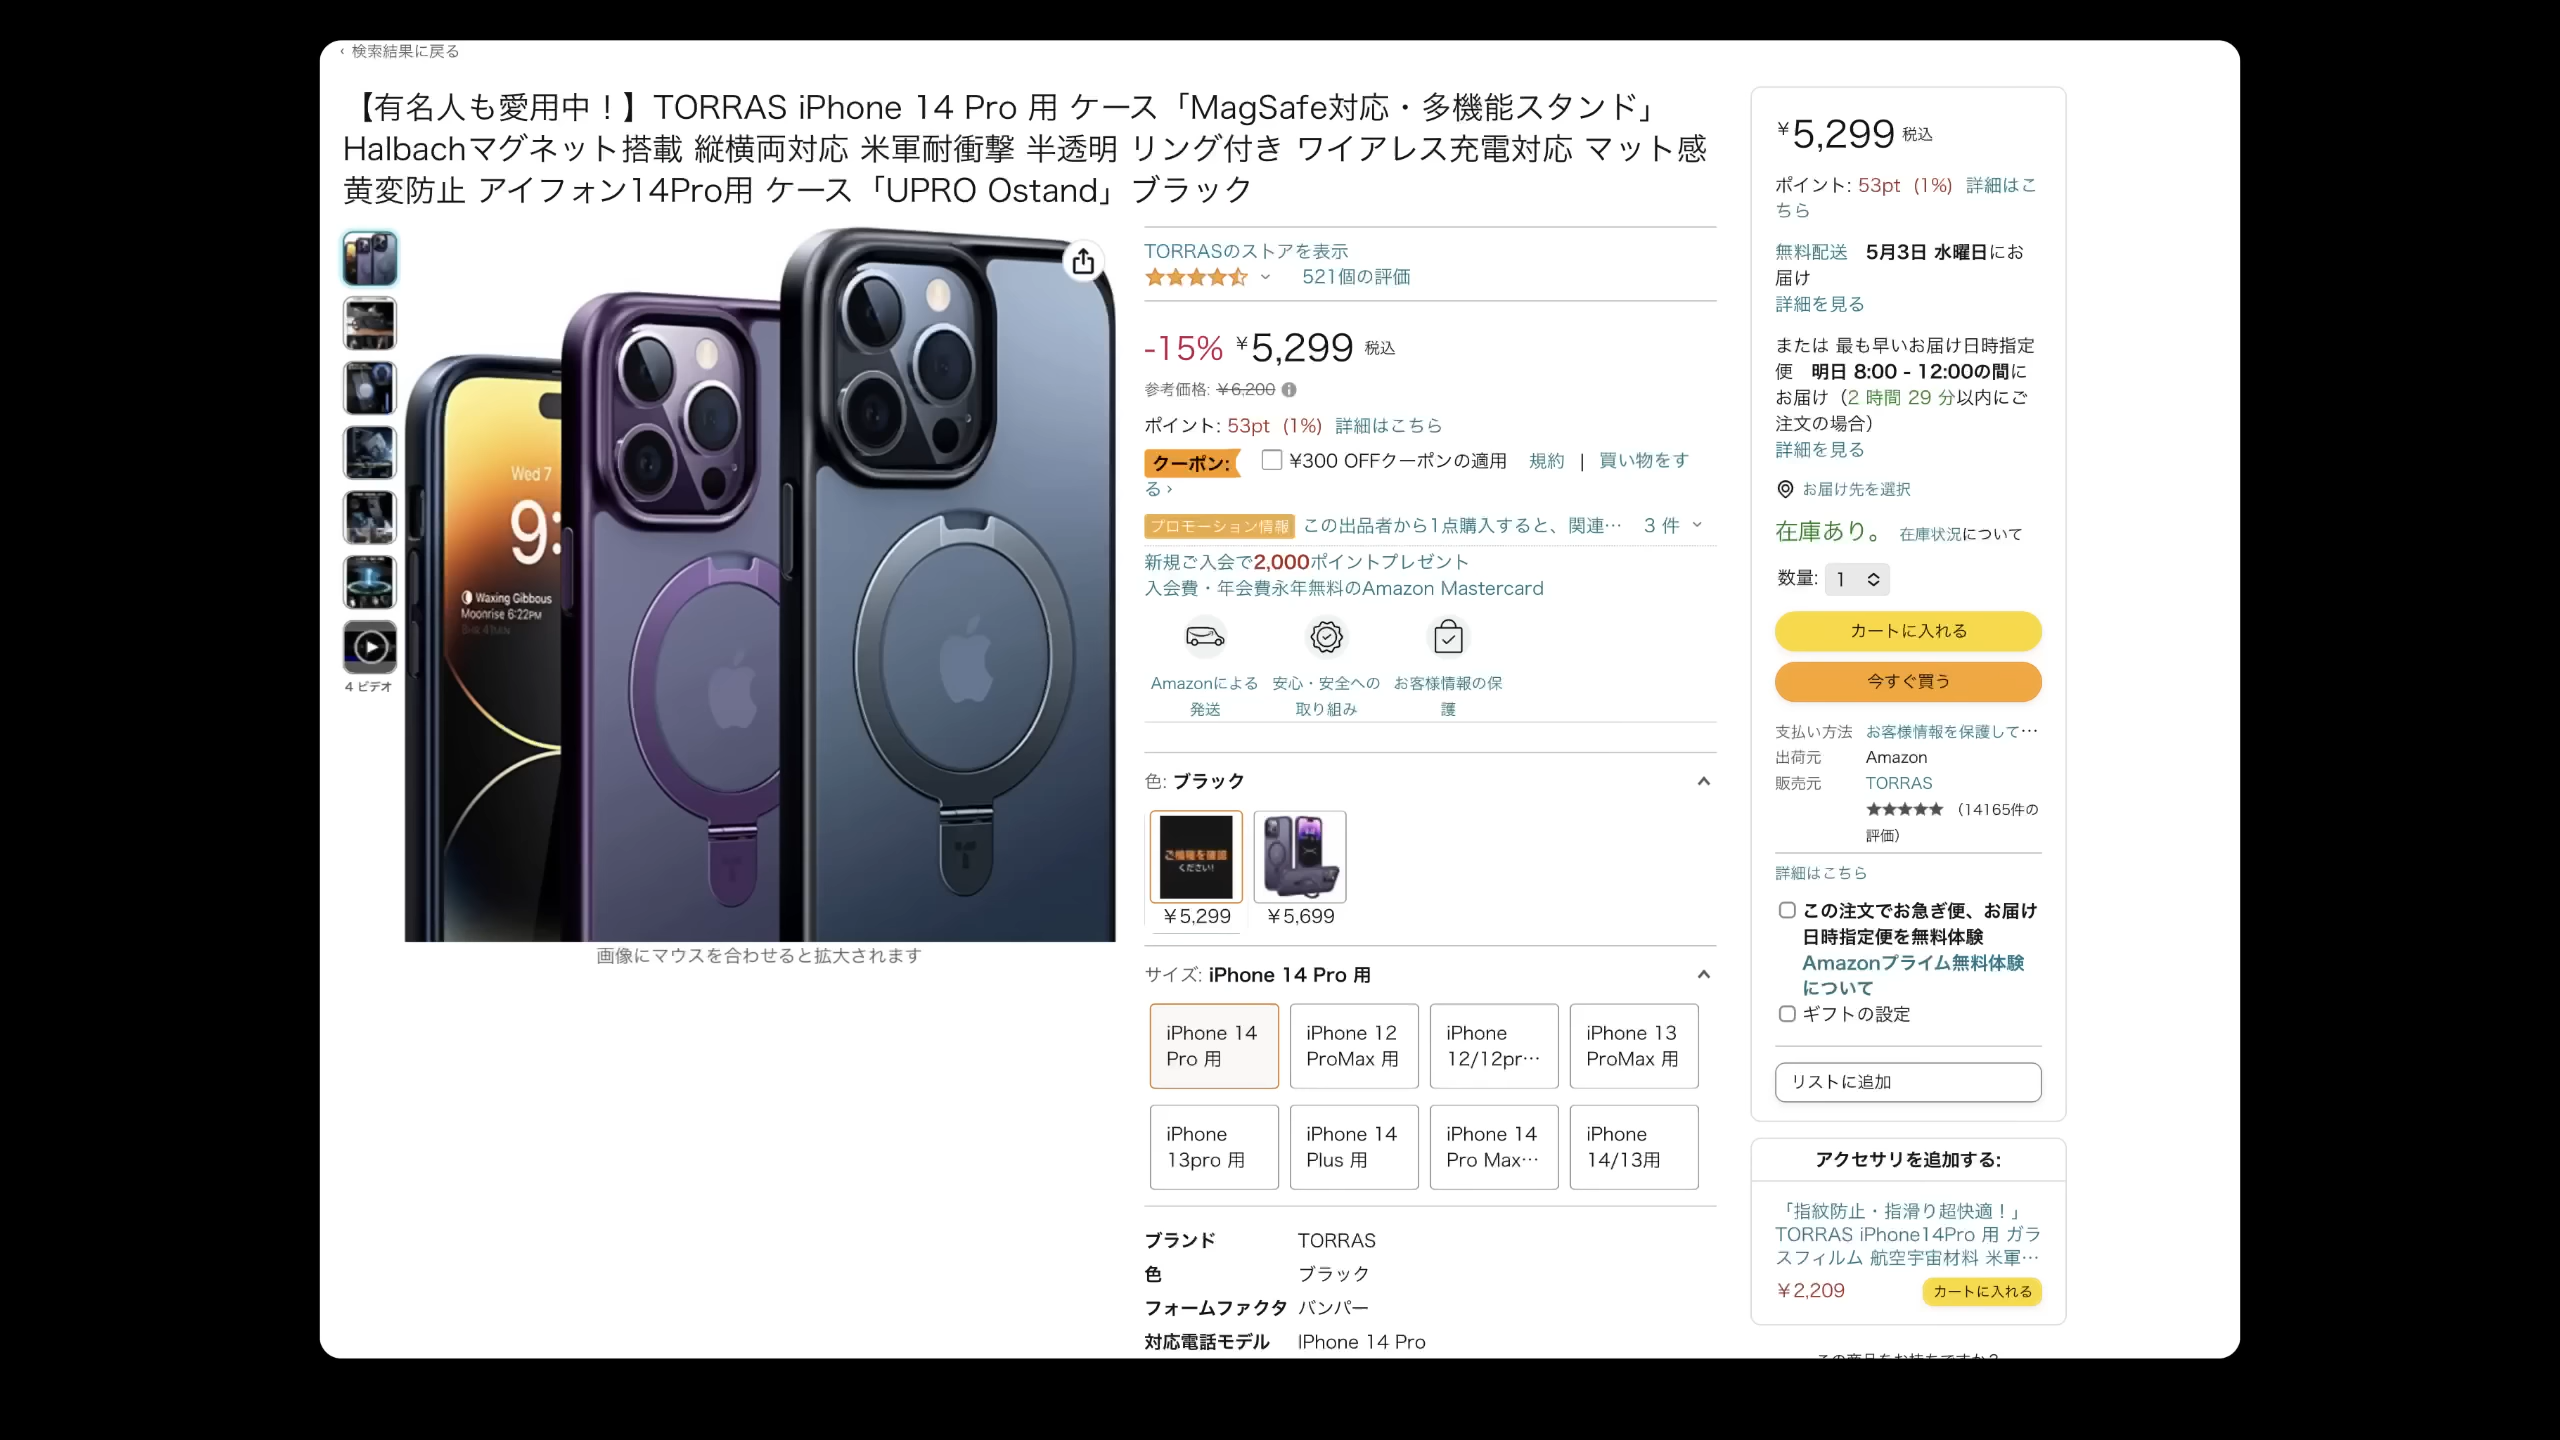 ‹ 検索結果に戻る
【有名人も愛用中！】TORRAS iPhone 14 Pro 用 ケース「MagSafe対応・多機能スタンド」
Halbachマグネット搭載 縦横両対応 米軍耐衝撃 半透明 リング付き ワイアレス充電対応 マット感
黄変防止 アイフォン14Pro用 ケース「UPRO Ostand」ブラック
4 ビデオ
Wed 7
9:
Waxing Gibbous
Moonrise 6:22PM
画像にマウスを合わせると拡大されます
TORRASのストアを表示
521個の評価
-15% ¥5,299 税込
参考価格: ¥6,200
ポイント: 53pt (1%) 詳細はこちら
クーポン: ¥300 OFFクーポンの適用 規約 | 買い物をす
る ›
プロモーション情報 この出品者から1点購入すると、関連… 3 件
新規ご入会で2,000ポイントプレゼント
入会費・年会費永年無料のAmazon Mastercard
Amazonによる
発送
安心・安全への
取り組み
お客様情報の保
護
色: ブラック
ご機種を確認
ください!
¥5,299
¥5,699
サイズ: iPhone 14 Pro 用
iPhone 14
Pro 用
iPhone 12
ProMax 用
iPhone
12/12pr…
iPhone 13
ProMax 用
iPhone
13pro 用
iPhone 14
Plus 用
iPhone 14
Pro Max…
iPhone
14/13用
ブランド TORRAS
色 ブラック
フォームファクタ バンパー
対応電話モデル IPhone 14 Pro
¥5,299 税込
ポイント: 53pt (1%) 詳細はこ
ちら
無料配送 5月3日 水曜日にお
届け
詳細を見る
または 最も早いお届け日時指定
便 明日 8:00 - 12:00の間に
お届け（2 時間 29 分以内にご
注文の場合）
詳細を見る
お届け先を選択
在庫あり。 在庫状況について
数量: 1
カートに入れる
今すぐ買う
支払い方法 お客様情報を保護して…
出荷元 Amazon
販売元 TORRAS
★★★★★ （14165件の
評価）
詳細はこちら
この注文でお急ぎ便、お届け
日時指定便を無料体験
Amazonプライム無料体験
について
ギフトの設定
リストに追加
アクセサリを追加する:
「指紋防止・指滑り超快適！」
TORRAS iPhone14Pro 用 ガラ
スフィルム 航空宇宙材料 米軍…
¥2,209 カートに入れる